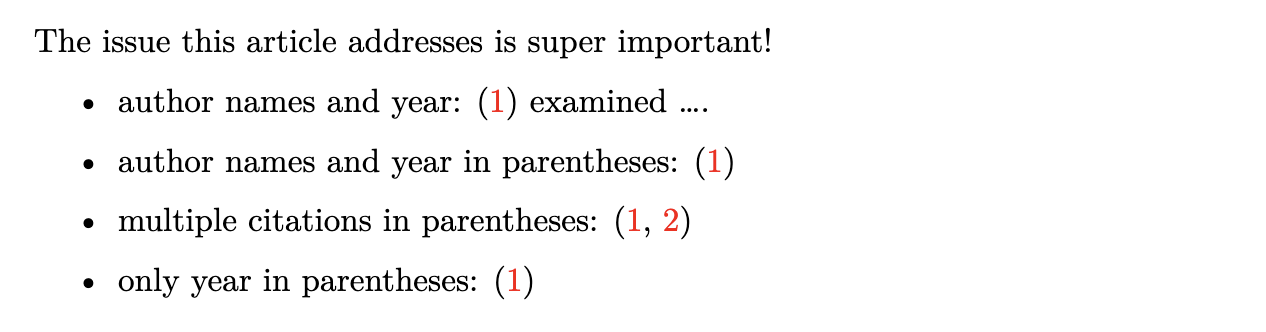 The issue this article addresses is super important!
• author names and year: (1) examined ....
• author names and year in parentheses: (1)
• multiple citations in parentheses: (1, 2)
• only year in parentheses: (1)